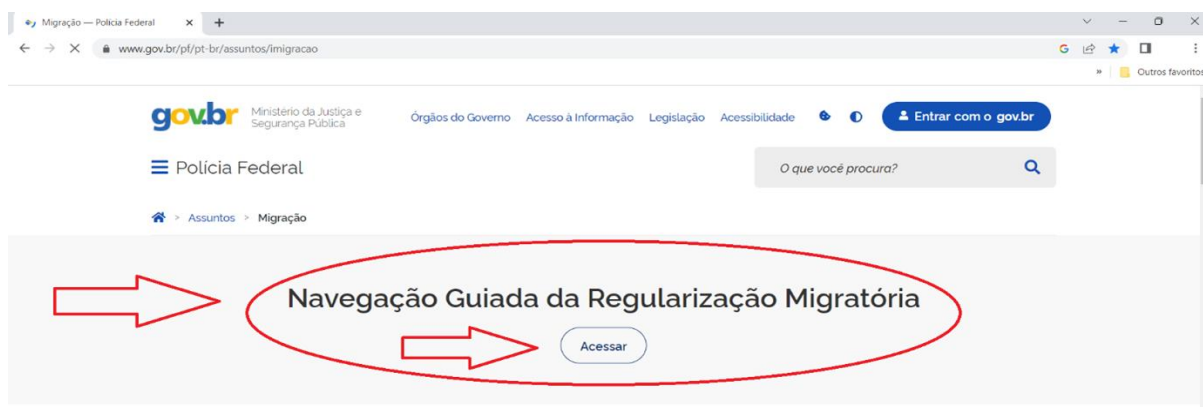 Migração — Polícia Federal
www.gov.br/pf/pt-br/assuntos/imigracao
Outros favoritos
gov.br
Ministério da Justiça e
Segurança Pública
Órgãos do Governo Acesso à Informação Legislação Acessibilidade
Entrar com o gov.br
Polícia Federal
O que você procura?
> Assuntos > Migração
Navegação Guiada da Regularização Migratória
Acessar